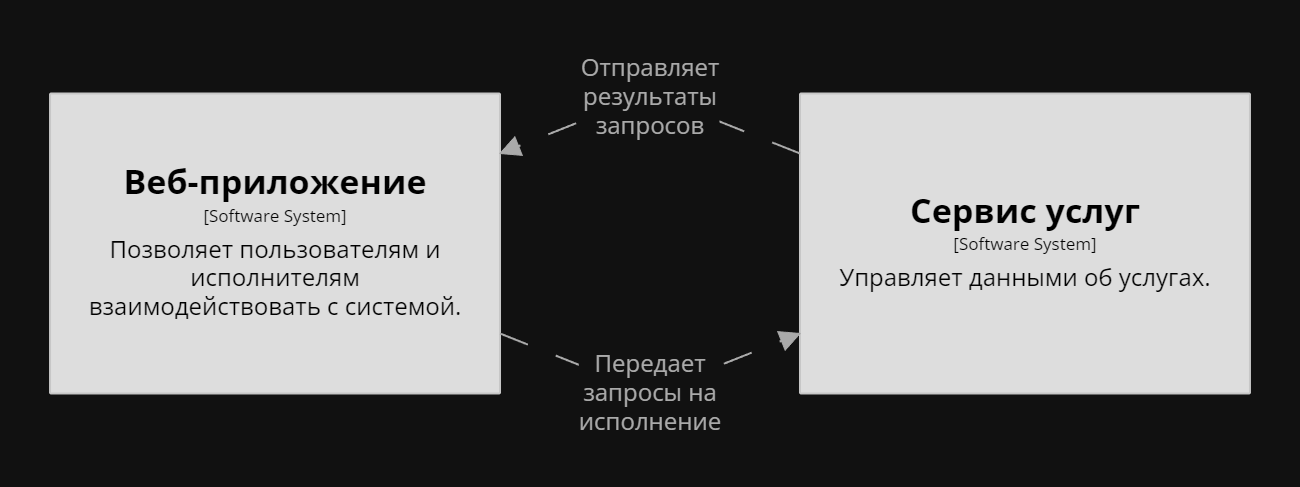 Отправляет
результаты
запросов
Веб-приложение
[Software System]
Позволяет пользователям и
исполнителям
взаимодействовать с системой.
Сервис услуг
[Software System]
Управляет данными об услугах.
Передает
запросы на
исполнение